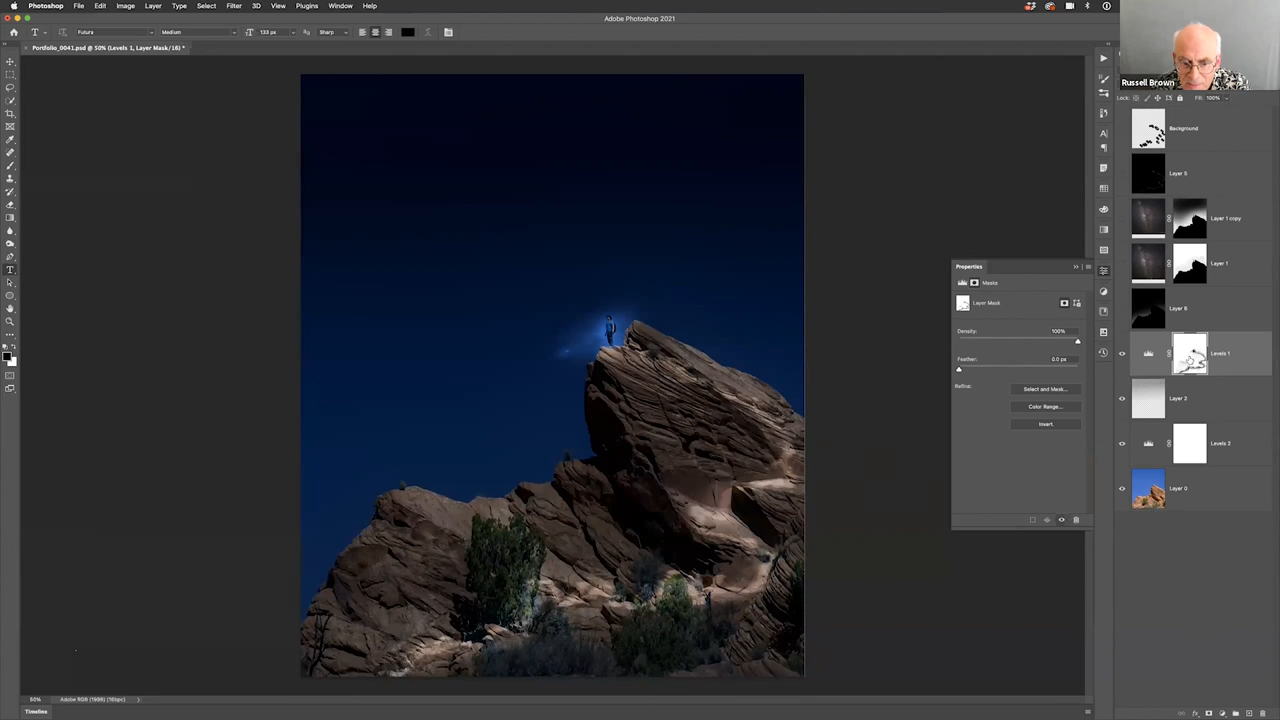 Photoshop File Edit Image Layer Type Select Filter 3D View Plugins Window Help
Adobe Photoshop 2021
T Futura Medium 133 px Sharp
× Portfolio_0041.psd @ 50% (Levels 1, Layer Mask/16) *
Russell Brown
Lock: Fill: 100%
Background
Layer 5
Layer 1 copy
Layer 1
Layer 6
Levels 1
Layer 2
Levels 2
Layer 0
Properties
Masks
Layer Mask
Density: 100%
Feather: 0.0 px
Refine: Select and Mask...
Color Range...
Invert
50% Adobe RGB (1998) (16bpc)
Timeline